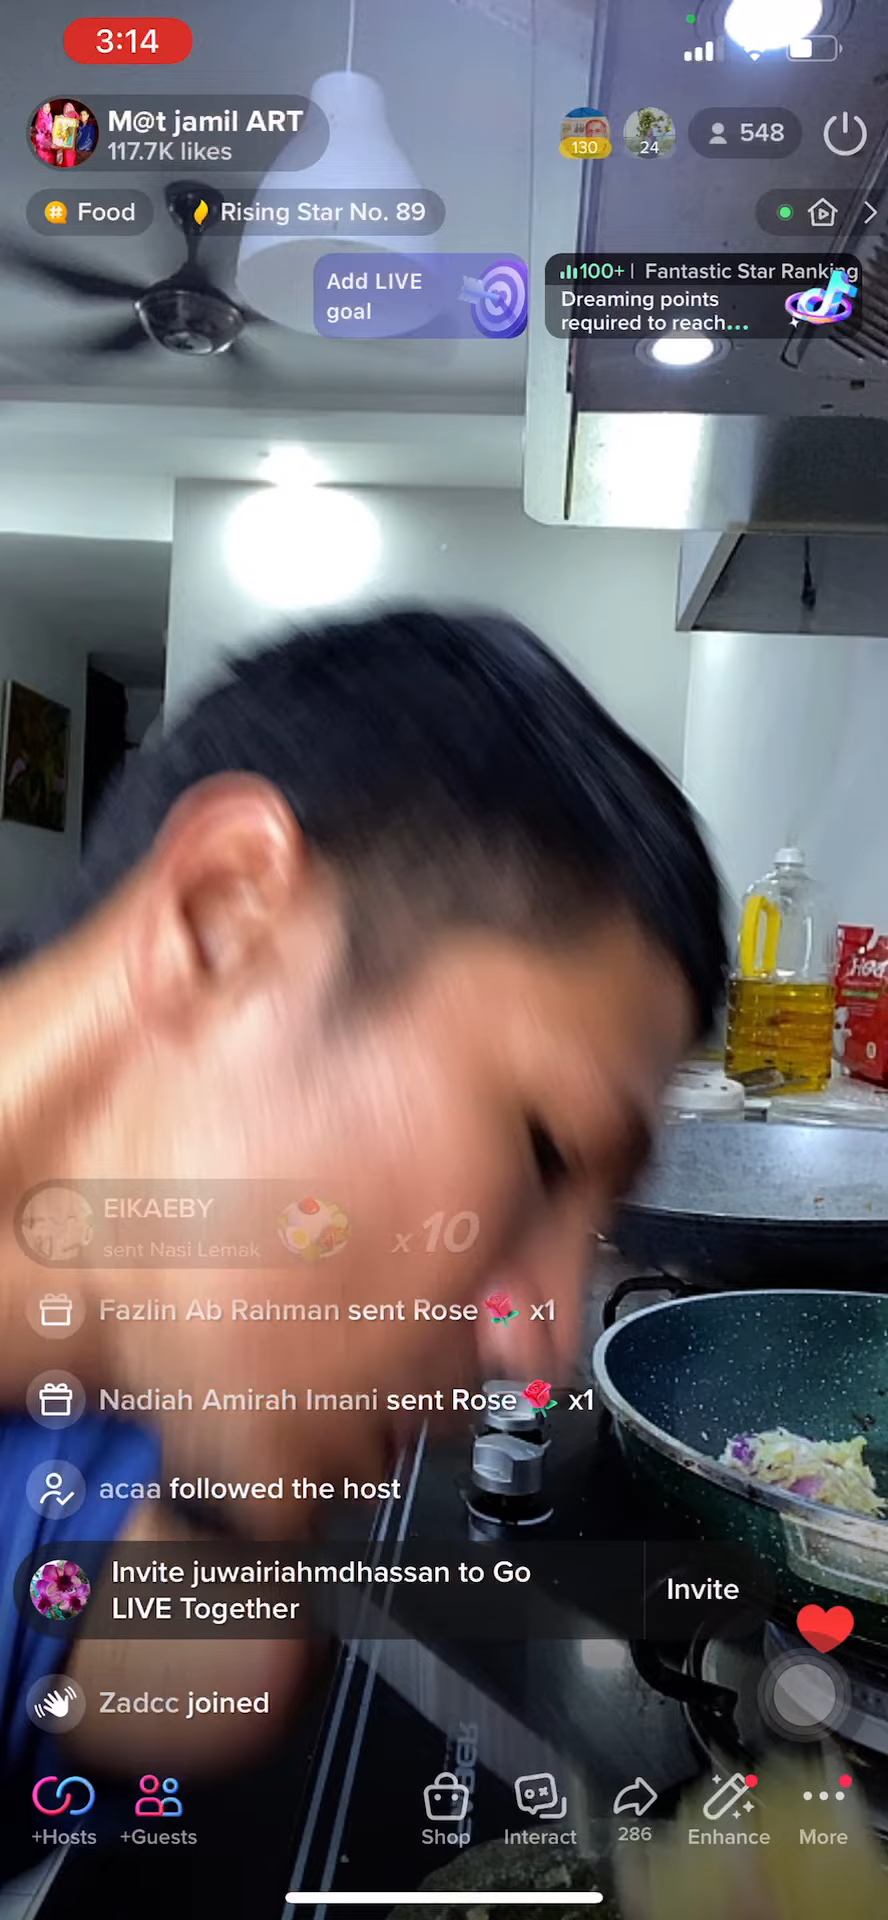 3:14
M@t jamil ART
117.7K likes
130
24
548
Food
Rising Star No. 89
Add LIVE
goal
100+ | Fantastic Star Ranking
Dreaming points
required to reach...
EIKAEBY
sent Nasi Lemak
x10
Fazlin Ab Rahman sent Rose 🌹 x1
Nadiah Amirah Imani sent Rose 🌹 x1
acaa followed the host
Invite juwairiahmdhassan to Go
LIVE Together
Invite
Zadcc joined
+Hosts
+Guests
Shop
Interact
286
Enhance
More